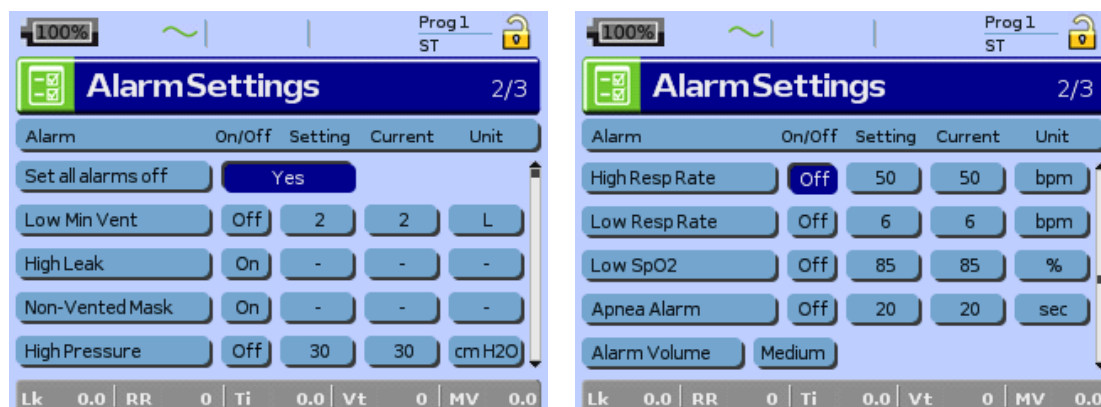 100% Prog 1
ST
Alarm Settings 2/3
Alarm On/Off Setting Current Unit
Set all alarms off Yes
Low Min Vent Off 2 2 L
High Leak On - - -
Non-Vented Mask On - - -
High Pressure Off 30 30 cmH2O
Lk 0.0 RR 0 Ti 0.0 Vt 0 MV 0.0
100% Prog 1
ST
Alarm Settings 2/3
Alarm On/Off Setting Current Unit
High Resp Rate Off 50 50 bpm
Low Resp Rate Off 6 6 bpm
Low SpO2 Off 85 85 %
Apnea Alarm Off 20 20 sec
Alarm Volume Medium
Lk 0.0 RR 0 Ti 0.0 Vt 0 MV 0.0